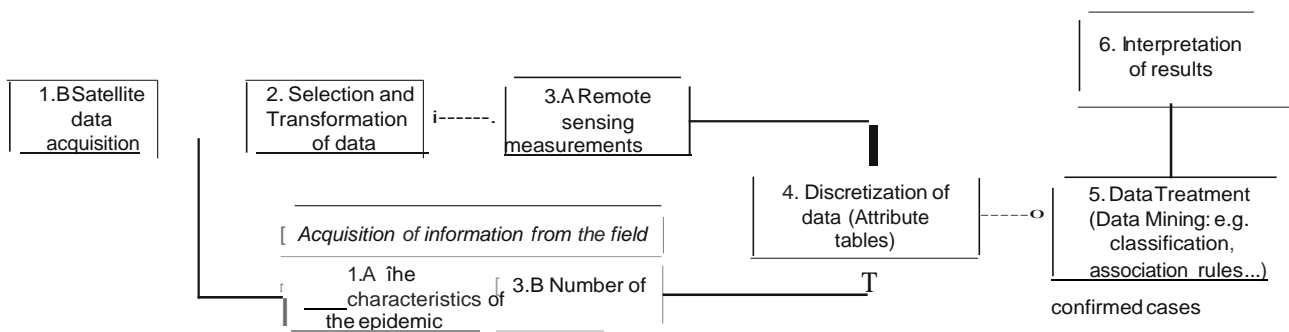 1.B Satellite
data
acquisition
2. Selection and
Transformation
of data
3.A Remote
sensing
measurements
Acquisition of information from the field
1.A îhe
characteristics of
the epidemic
3.B Number of
4. Discretization of
data (Attribute
tables)
5. Data Treatment
(Data Mining: e.g.
classification,
association rules...)
confirmed cases
6. Interpretation
of results